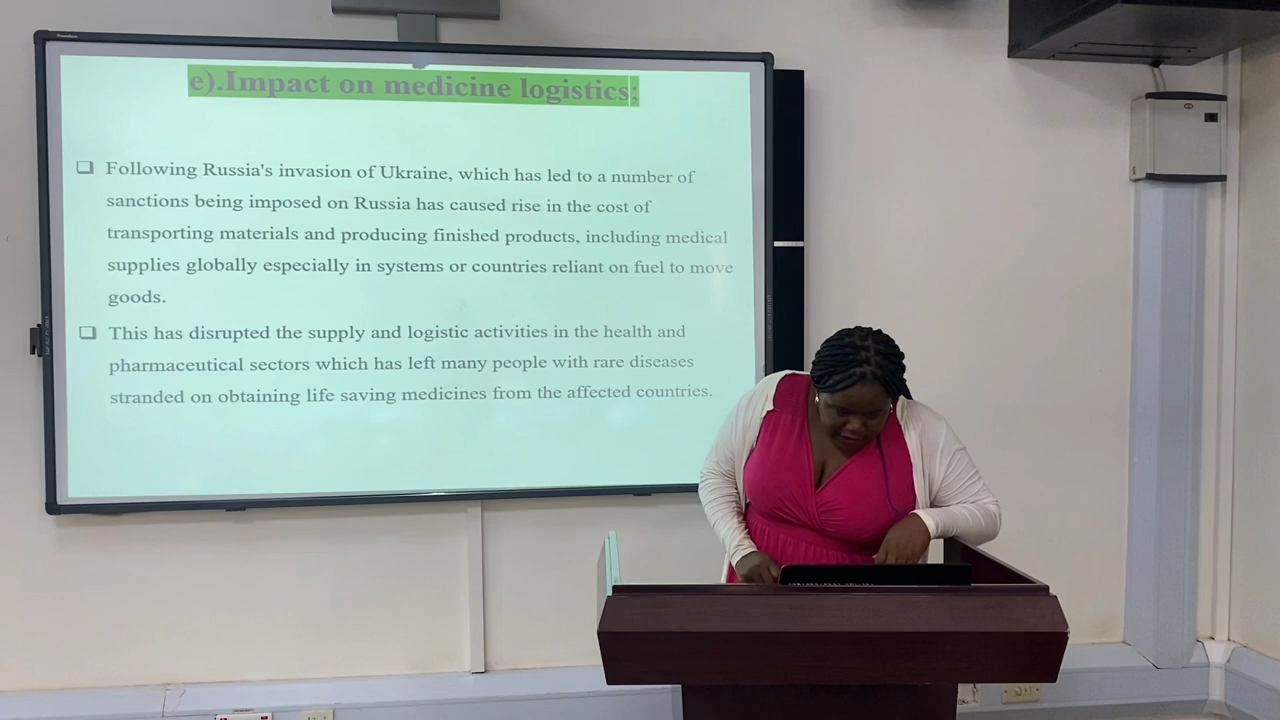 e).Impact on medicine logistics;
❑ Following Russia's invasion of Ukraine, which has led to a number of
sanctions being imposed on Russia has caused rise in the cost of
transporting materials and producing finished products, including medical
supplies globally especially in systems or countries reliant on fuel to move
goods.
❑ This has disrupted the supply and logistic activities in the health and
pharmaceutical sectors which has left many people with rare diseases
stranded on obtaining life saving medicines from the affected countries.